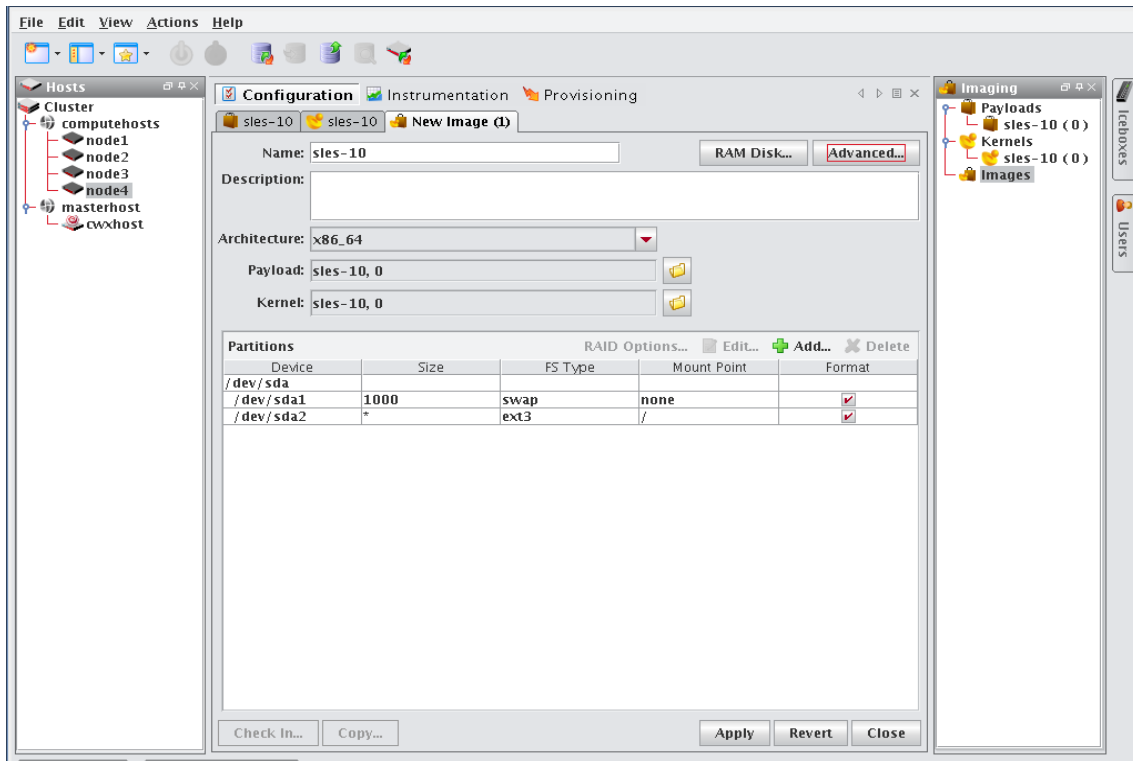 File Edit View Actions Help
Hosts
Cluster
computehosts
node1
node2
node3
node4
masterhost
cwxhost
Configuration Instrumentation Provisioning
sles-10 sles-10 New Image (1)
Name: sles-10 RAM Disk... Advanced...
Description:
Architecture: x86_64
Payload: sles-10, 0
Kernel: sles-10, 0
Partitions RAID Options... Edit... Add... Delete
Device Size FS Type Mount Point Format
/dev/sda
/dev/sda1 1000 swap none
/dev/sda2 * ext3 /
Check In... Copy... Apply Revert Close
Imaging
Payloads
sles-10 (0)
Kernels
sles-10 (0)
Images
Iceboxes
Users